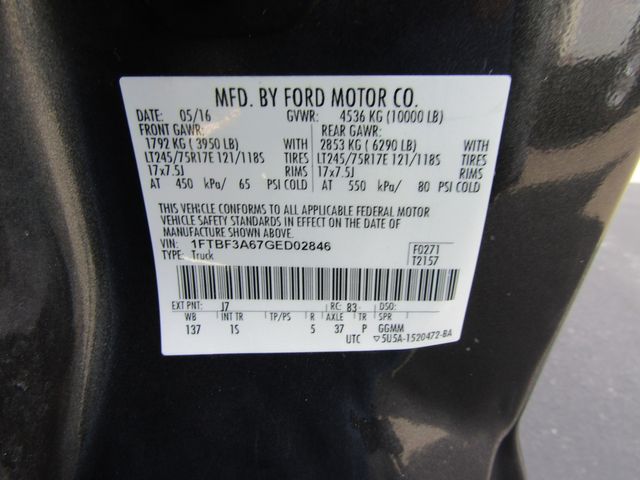 MFD. BY FORD MOTOR CO.
DATE: 05/16 GVWR: 4536 KG (10000 LB)
FRONT GAWR: REAR GAWR:
1792 KG ( 3950 LB) WITH 2853 KG ( 6290 LB) WITH
LT245/75R17E 121/118S TIRES LT245/75R17E 121/118S TIRES
17x7.5J RIMS 17x7.5J RIMS
AT 450 kPa/ 65 PSI COLD AT 550 kPa/ 80 PSI COLD
THIS VEHICLE CONFORMS TO ALL APPLICABLE FEDERAL MOTOR
VEHICLE SAFETY STANDARDS IN EFFECT ON THE DATE OF
MANUFACTURE SHOWN ABOVE.
VIN: 1FTBF3A67GED02846 F0271
TYPE: Truck T2157
EXT PNT: J7 RC: 83 DSO:
WB INT TR TP/PS R AXLE TR SPR
137 1S 5 37 P GGMM
UTC ▽5U5A-1520472-BA